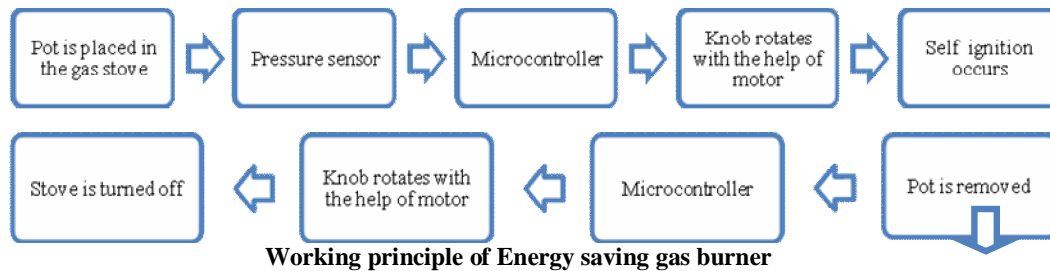 Pot is placed in
the gas stove
Pressure sensor
Microcontroller
Knob rotates
with the help of
motor
Self ignition
occurs
Pot is removed
Microcontroller
Knob rotates with
the help of motor
Stove is turned off
Working principle of Energy saving gas burner